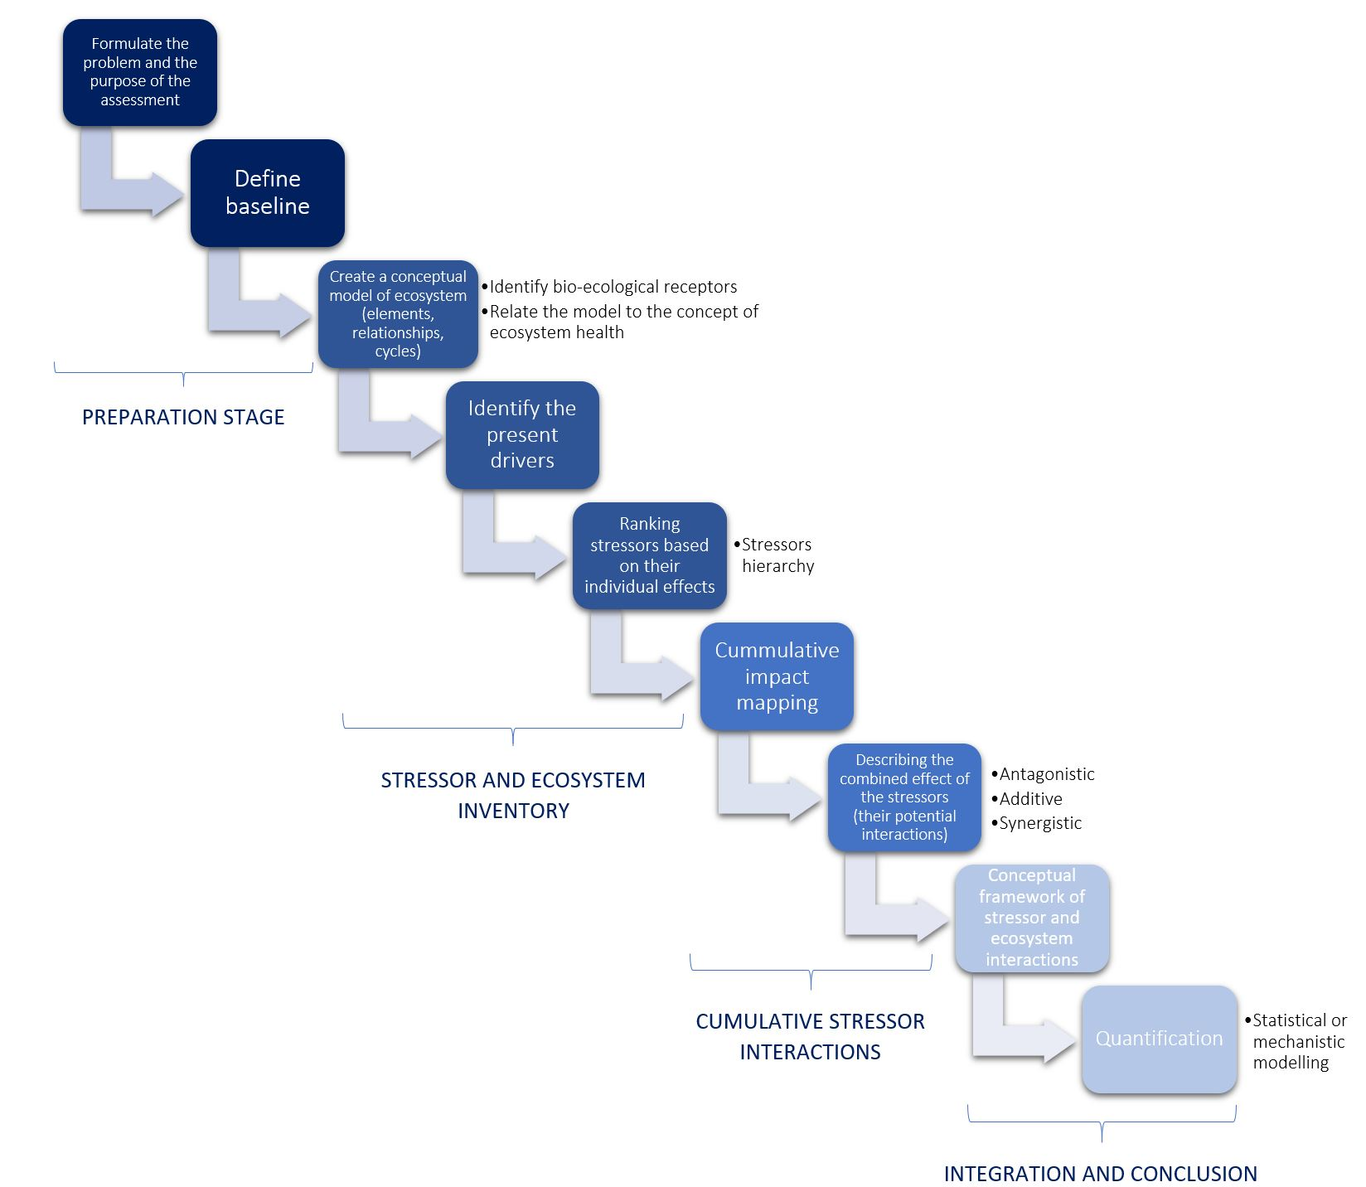 Formulate the
problem and the
purpose of the
assessment
Define
baseline
Create a conceptual
model of ecosystem
(elements,
relationships,
cycles)
•Identify bio-ecological receptors
•Relate the model to the concept of
ecosystem health
PREPARATION STAGE
Identify the
present
drivers
Ranking
stressors based
on their
individual effects
•Stressors
hierarchy
Cummulative
impact
mapping
STRESSOR AND ECOSYSTEM
INVENTORY
Describing the
combined effect of
the stressors
(their potential
interactions)
•Antagonistic
•Additive
•Synergistic
Conceptual
framework of
stressor and
ecosystem
interactions
CUMULATIVE STRESSOR
INTERACTIONS
Quantification
•Statistical or
mechanistic
modelling
INTEGRATION AND CONCLUSION